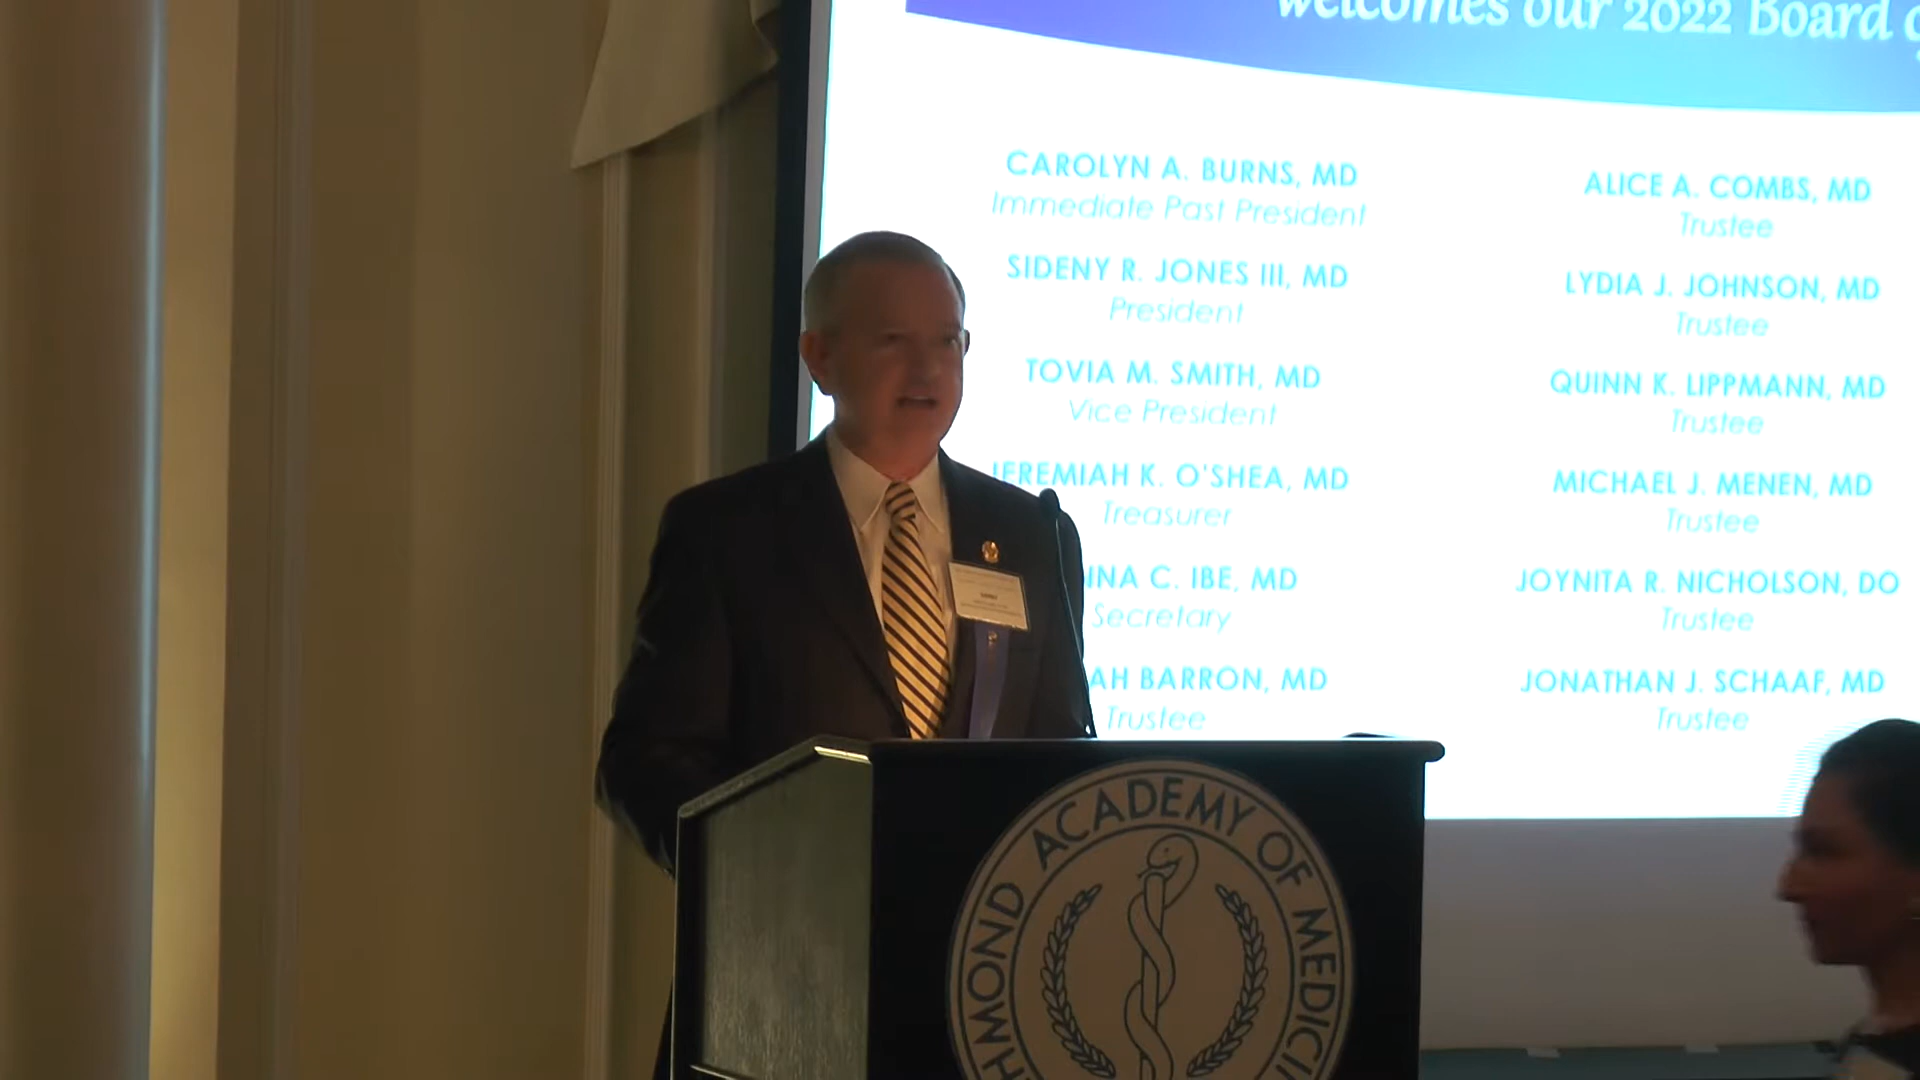 welcomes our 2022 Board
CAROLYN A. BURNS, MD
Immediate Past President
SIDENY R. JONES III, MD
President
TOVIA M. SMITH, MD
Vice President
JEREMIAH K. O'SHEA, MD
Treasurer
INA C. IBE, MD
Secretary
AH BARRON, MD
Trustee
ALICE A. COMBS, MD
Trustee
LYDIA J. JOHNSON, MD
Trustee
QUINN K. LIPPMANN, MD
Trustee
MICHAEL J. MENEN, MD
Trustee
JOYNITA R. NICHOLSON, DO
Trustee
JONATHAN J. SCHAAF, MD
Trustee
HMOND ACADEMY OF MEDICI